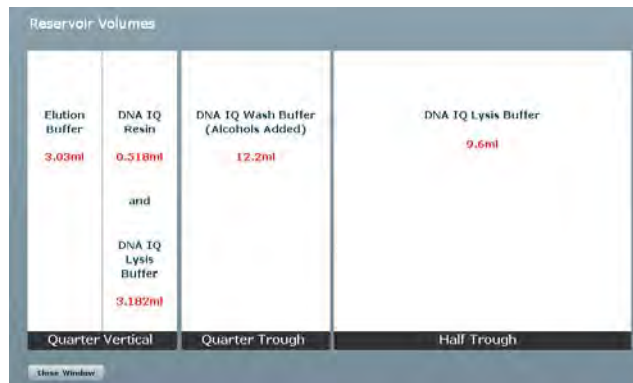 Reservoir Volumes
Elution
Buffer
3.03ml
DNA IQ
Resin
0.318ml
and
DNA IQ
Lysis
Buffer
3.182ml
DNA IQ Wash Buffer
(Alcohols Added)
12.2ml
DNA IQ Lysis Buffer
9.6ml
Quarter Vertical
Quarter Trough
Half Trough
Close Window